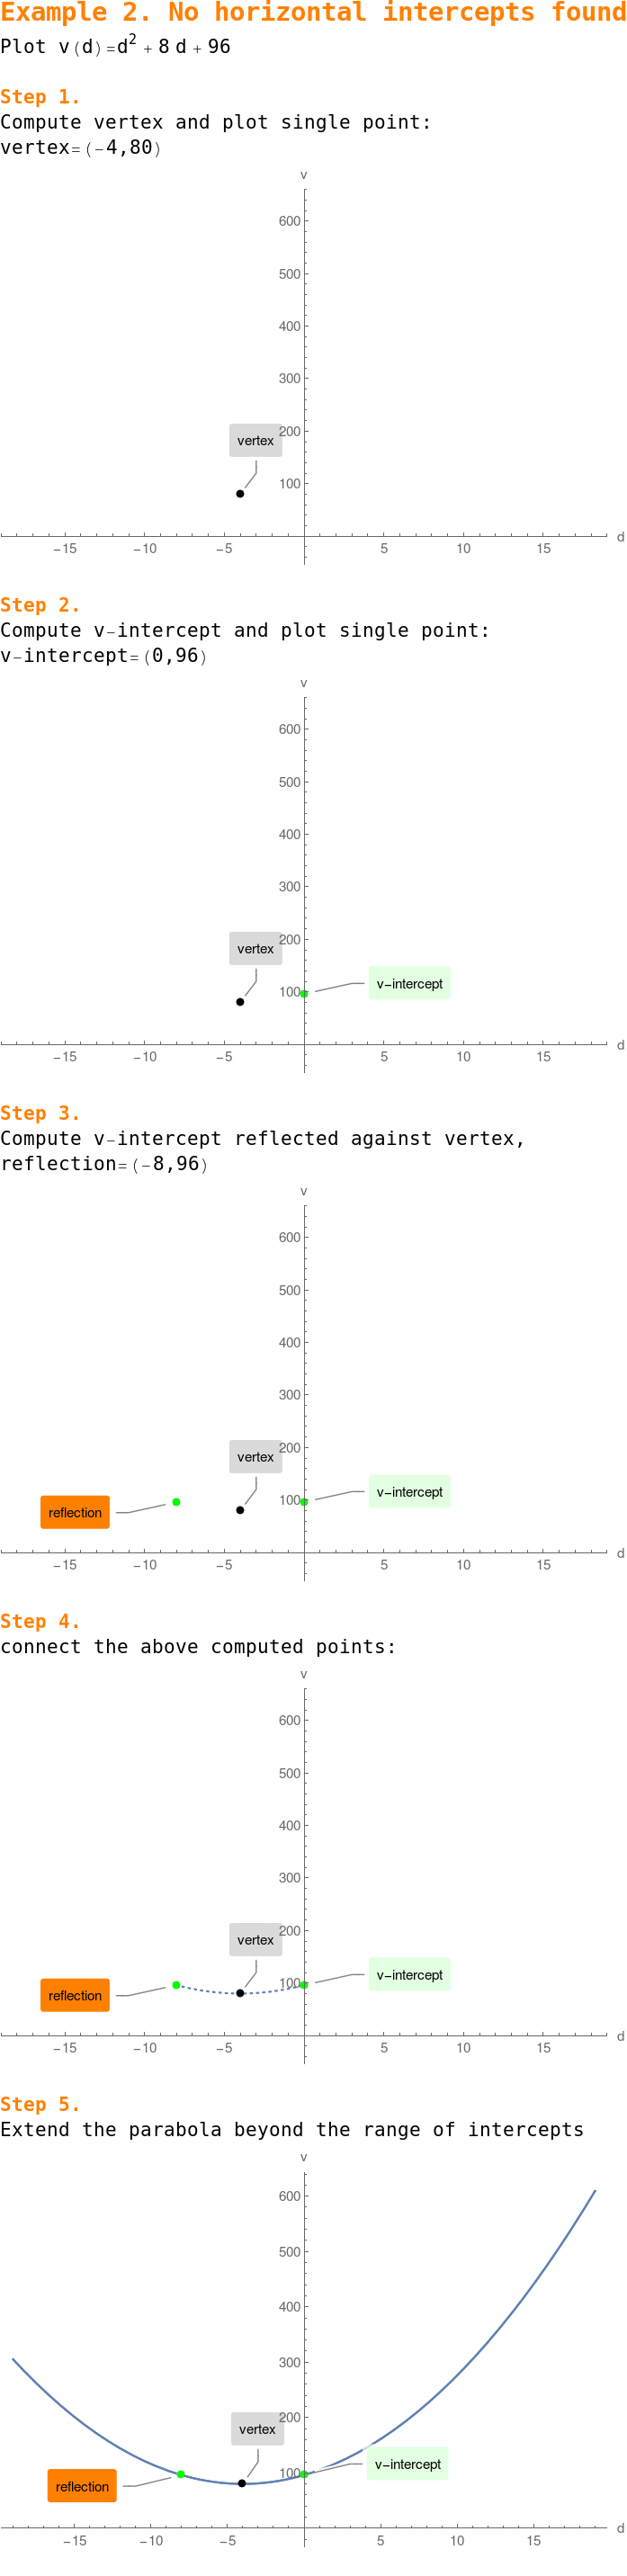 Example 2. No horizontal intercepts found
Plot v(d)=d² + 8 d + 96
Step 1.
Compute vertex and plot single point:
vertex=(-4,80)
v
600
500
400
300
200
vertex
100
-15 -10 -5 5 10 15 d
Step 2.
Compute v-intercept and plot single point:
v-intercept=(0,96)
v
600
500
400
300
200
vertex
100 v-intercept
-15 -10 -5 5 10 15 d
Step 3.
Compute v-intercept reflected against vertex,
reflection=(-8,96)
v
600
500
400
300
200
vertex
100 v-intercept
reflection
-15 -10 -5 5 10 15 d
Step 4.
connect the above computed points:
v
600
500
400
300
200
vertex
100 v-intercept
reflection
-15 -10 -5 5 10 15 d
Step 5.
Extend the parabola beyond the range of intercepts
v
600
500
400
300
200
vertex
100 v-intercept
reflection
-15 -10 -5 5 10 15 d